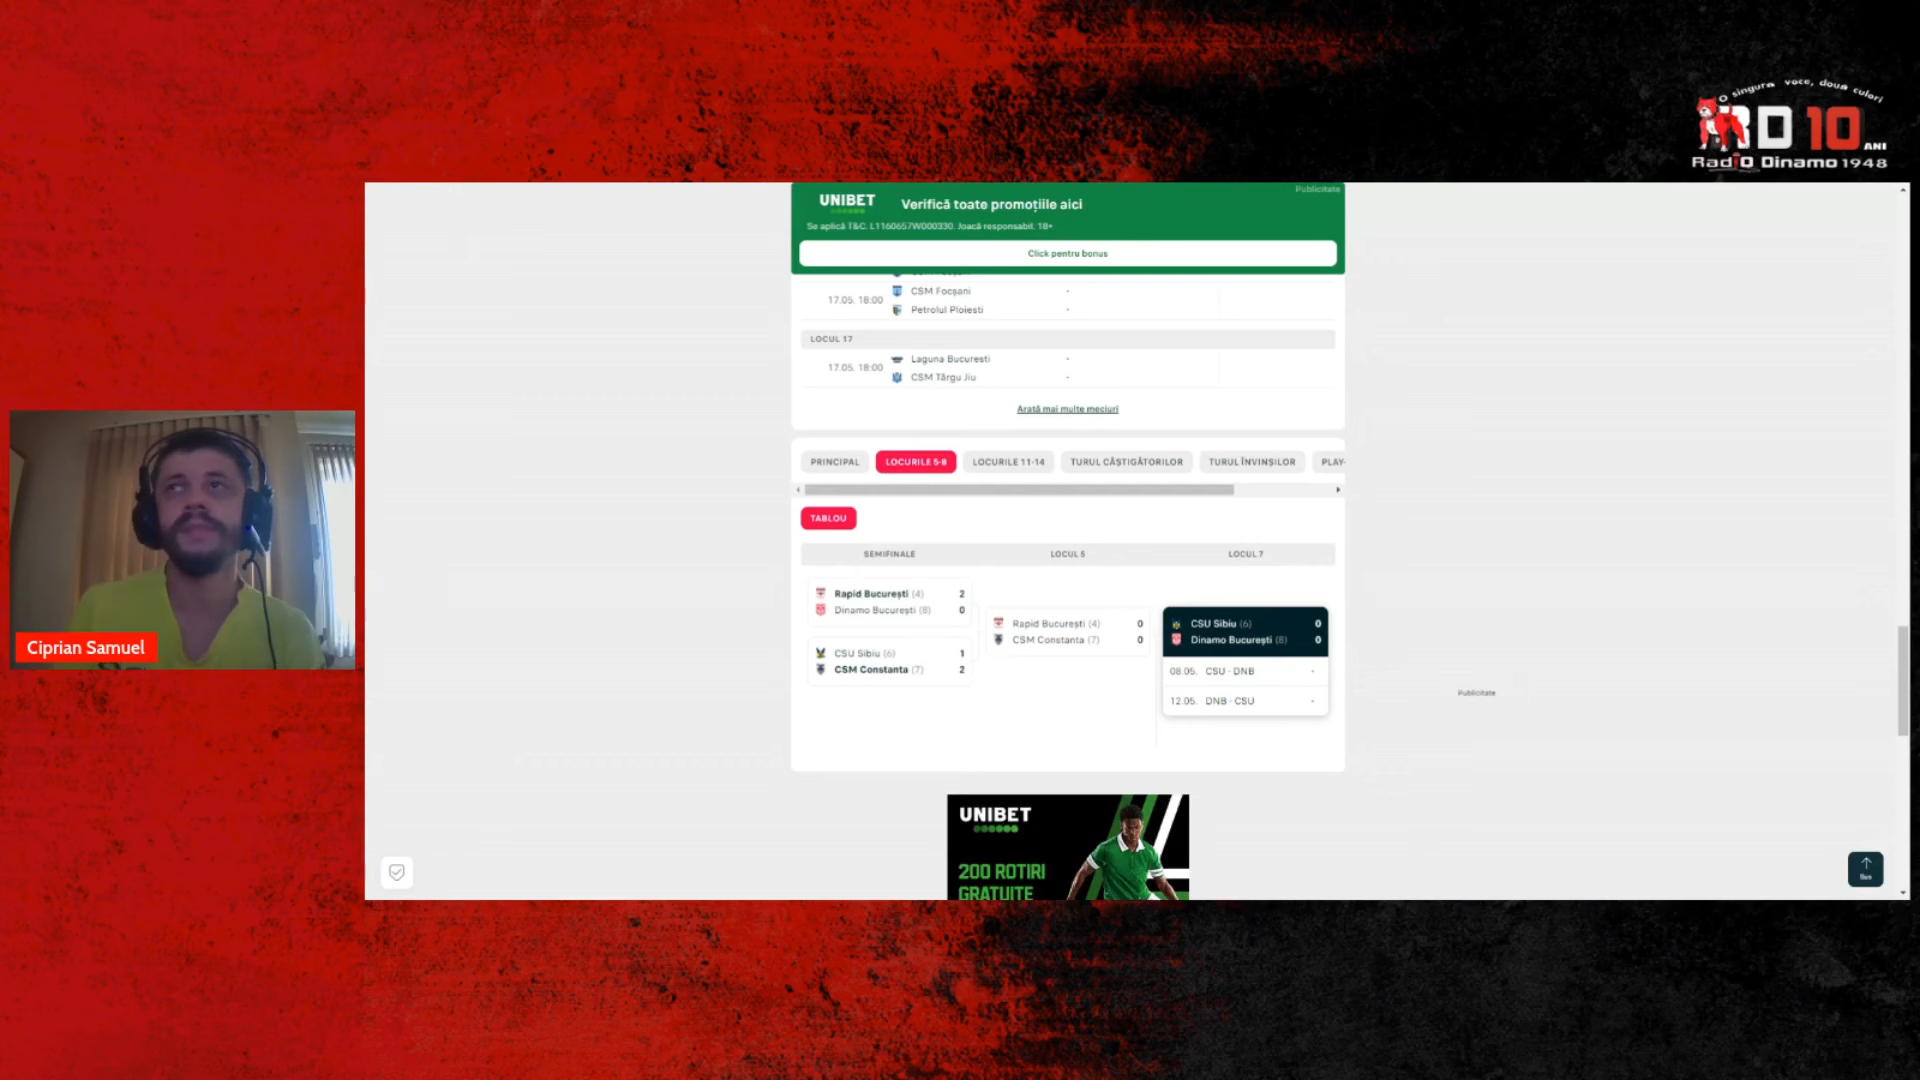 O singura voce, doua culori
RD 10 ANI
Radio Dinamo 1948
Publicitate
UNIBET
Verifică toate promoțiile aici
Se aplică T&C. L1160657W000330. Joacă responsabil. 18+
Click pentru bonus
17.05. 18:00
CSM Focșani -
Petrolul Ploiesti -
LOCUL 17
17.05. 18:00
Laguna Bucuresti -
CSM Târgu Jiu -
Arată mai multe meciuri
PRINCIPAL LOCURILE 5-8 LOCURILE 11-14 TURUL CÂȘTIGĂTORILOR TURUL ÎNVINȘILOR PLAY-
TABLOU
SEMIFINALE LOCUL 5 LOCUL 7
Rapid București (4) 2
Dinamo București (8) 0
CSU Sibiu (6) 1
CSM Constanta (7) 2
Rapid București (4) 0
CSM Constanta (7) 0
CSU Sibiu (6) 0
Dinamo București (8) 0
08.05. CSU - DNB -
12.05. DNB - CSU -
Publicitate
Ciprian Samuel
UNIBET
200 ROTIRI
GRATUITE